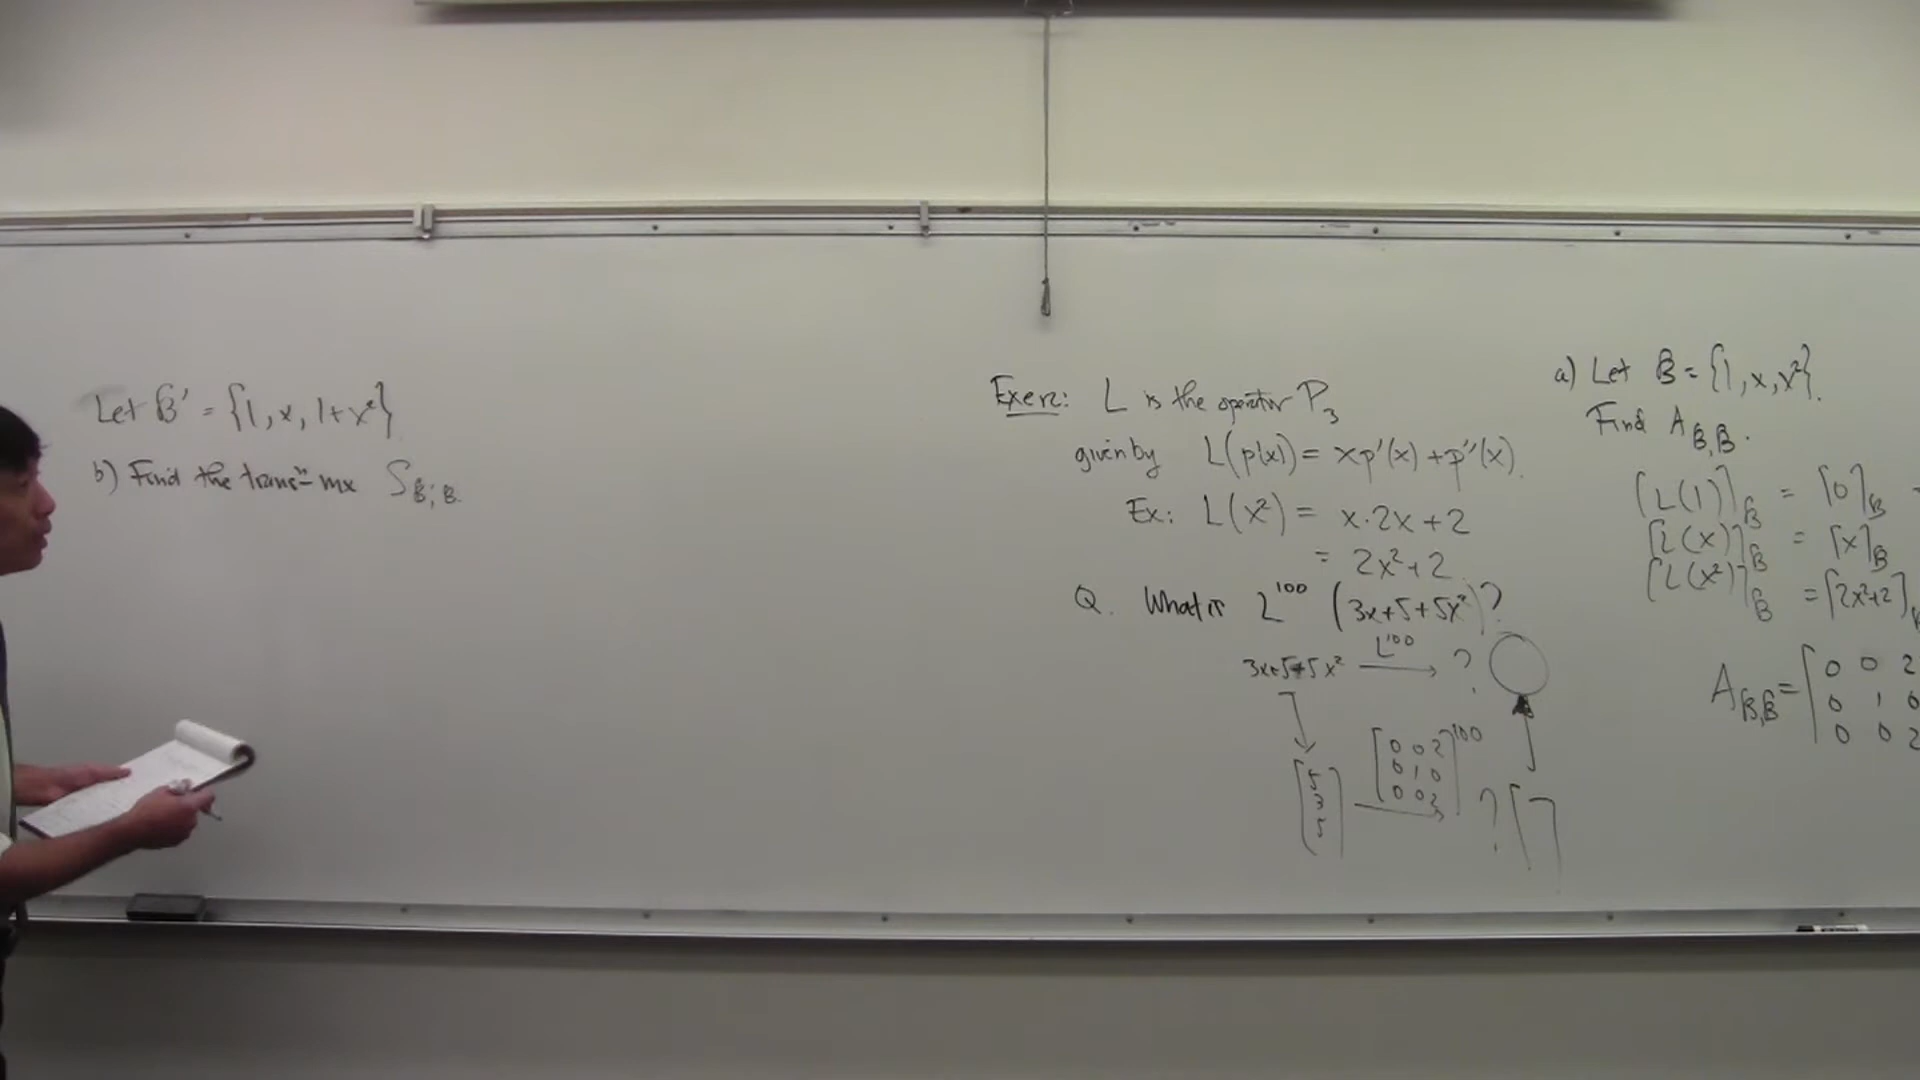 Let B' = {1, x, 1+x²}
b) Find the transⁿ mx S_B';B.
Exer: L is the operator P₃
given by L(p(x)) = xp'(x) + p''(x).
Ex: L(x²) = x·2x+2
= 2x²+2.
Q. What is L¹⁰⁰ (3x+5+5x²)?
3x+5+5x² L¹⁰⁰ → ?
[5 3 5] [0 0 2
0 1 0
0 0 2]¹⁰⁰ → ? [ ]
a) Let B = {1, x, x²}.
Find A_B,B.
[L(1)]_B = [0]_B
[L(x)]_B = [x]_B
[L(x²)]_B = [2x²+2]
A_B,B = [0 0 2
0 1 0
0 0 2